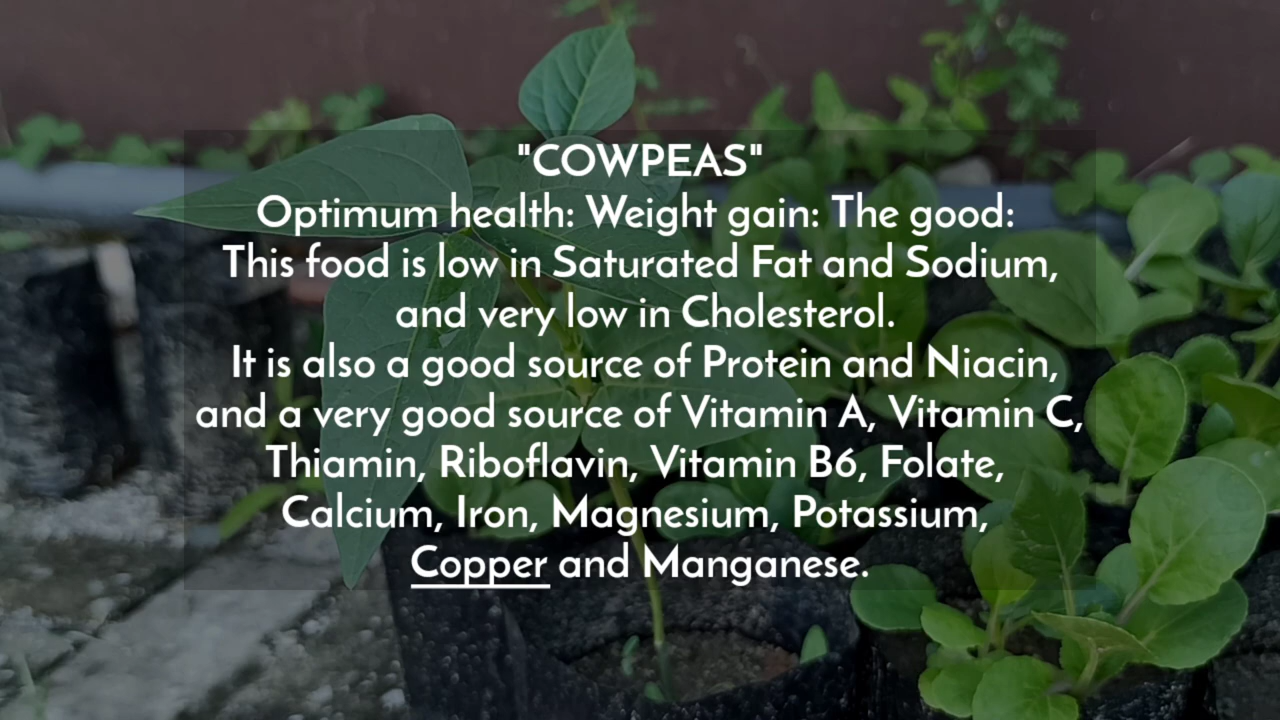 "COWPEAS"
Optimum health: Weight gain: The good:
This food is low in Saturated Fat and Sodium,
and very low in Cholesterol.
It is also a good source of Protein and Niacin,
and a very good source of Vitamin A, Vitamin C,
Thiamin, Riboflavin, Vitamin B6, Folate,
Calcium, Iron, Magnesium, Potassium,
Copper and Manganese.